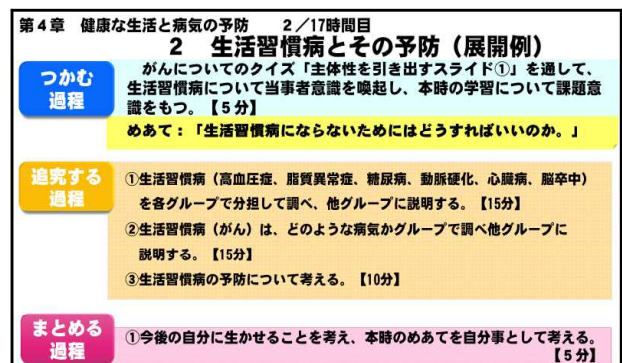 第4章 健康な生活と病気の予防 2／17時間目
2 生活習慣病とその予防（展開例）
つかむ
過程
がんについてのクイズ「主体性を引き出すスライド①」を通して、
生活習慣病について当事者意識を喚起し、本時の学習について課題意
識をもつ。【5分】
めあて：「生活習慣病にならないためにはどうすればいいのか。」
追究する
過程
①生活習慣病（高血圧症、脂質異常症、糖尿病、動脈硬化、心臓病、脳卒中）
を各グループで分担して調べ、他グループに説明する。【15分】
②生活習慣病（がん）は、どのような病気かグループで調べ他グループに
説明する。【15分】
③生活習慣病の予防について考える。【10分】
まとめる
過程
①今後の自分に生かせることを考え、本時のめあてを自分事として考える。
【5分】